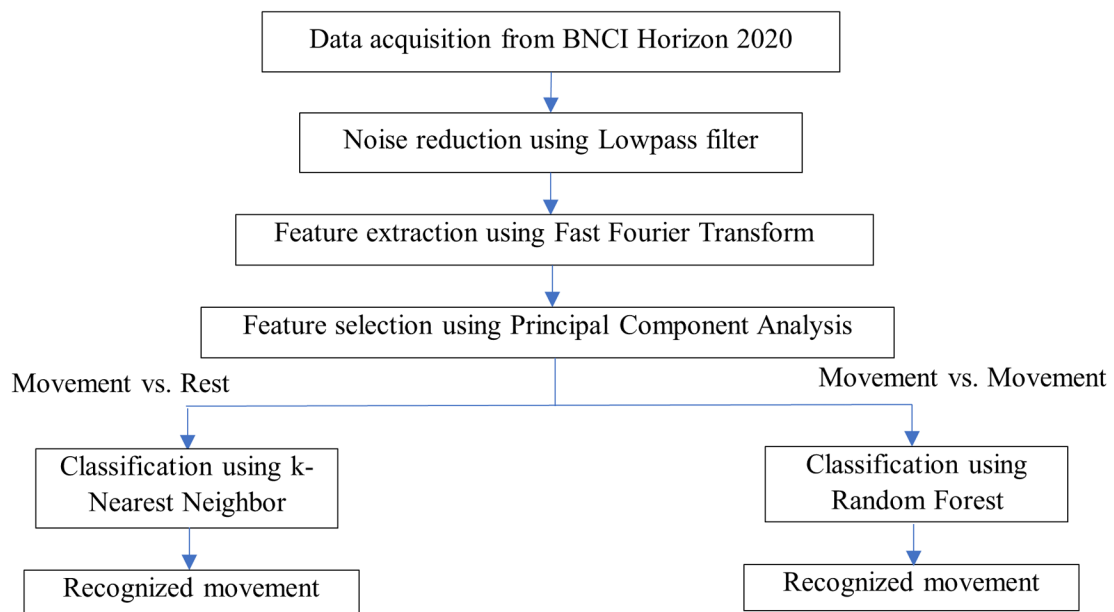 Data acquisition from BNCI Horizon 2020
Noise reduction using Lowpass filter
Feature extraction using Fast Fourier Transform
Feature selection using Principal Component Analysis
Movement vs. Rest
Movement vs. Movement
Classification using k-
Nearest Neighbor
Classification using
Random Forest
Recognized movement
Recognized movement